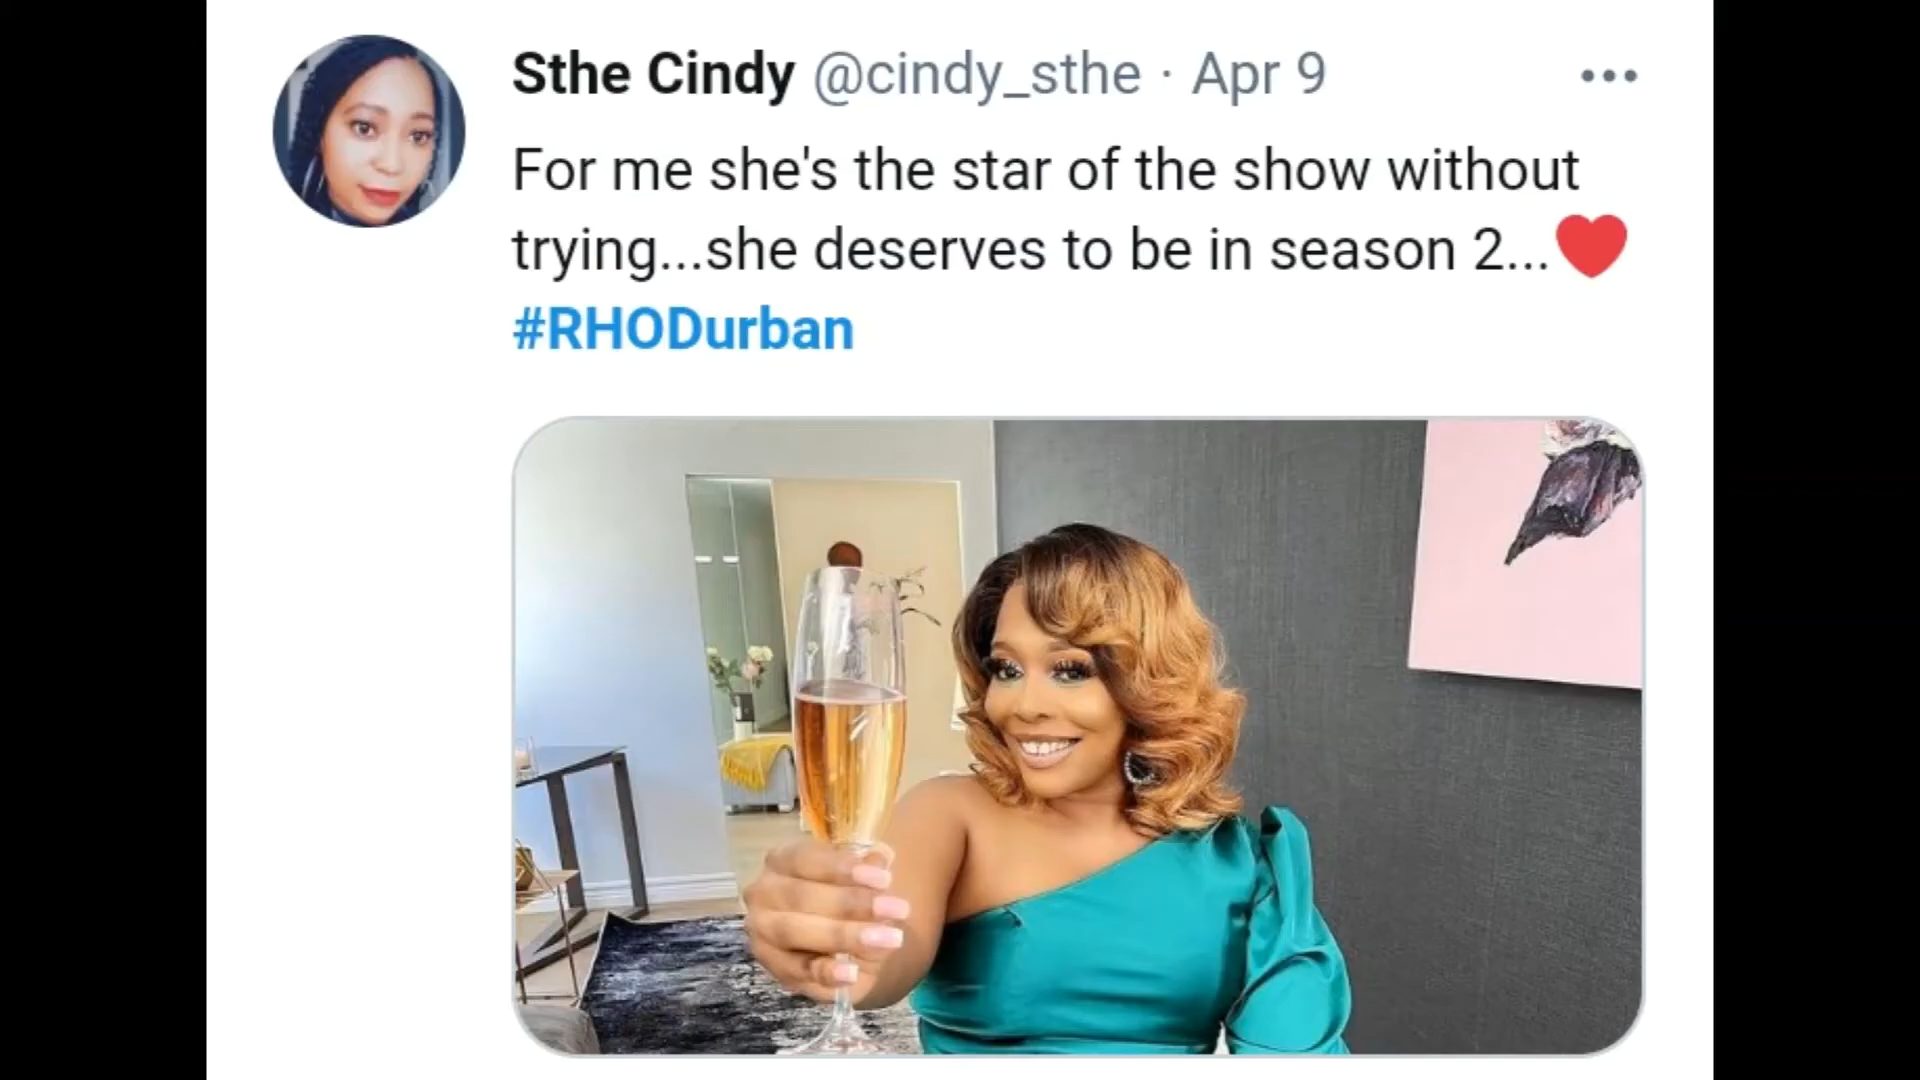 Sthe Cindy @cindy_sthe · Apr 9
For me she's the star of the show without
trying...she deserves to be in season 2...❤️
#RHODurban